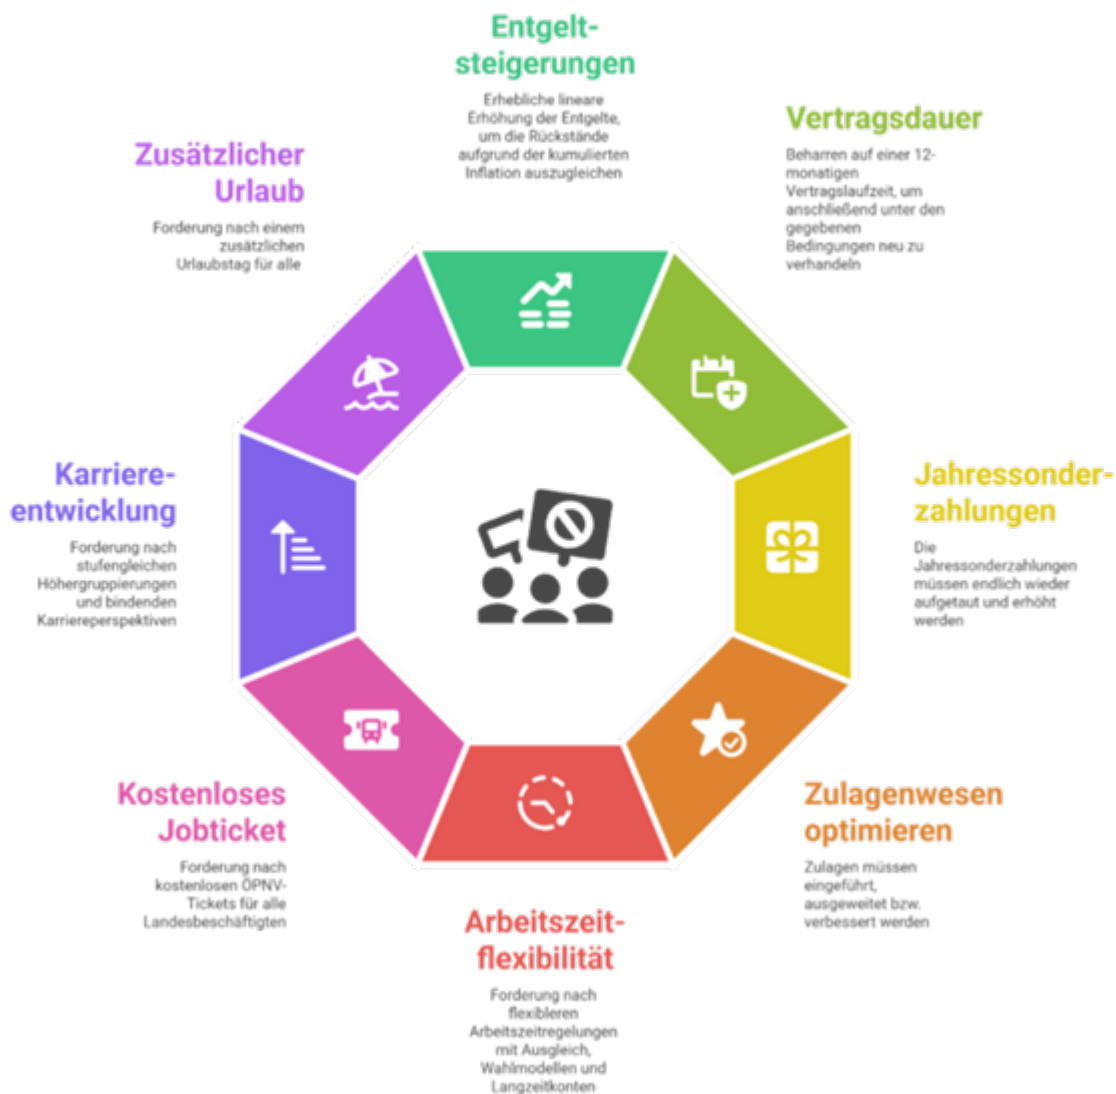 Entgelt-
steigerungen
Erhebliche lineare
Erhöhung der Entgelte,
um die Rückstände
aufgrund der kumulierten
Inflation auszugleichen
Vertragsdauer
Beharren auf einer 12-
monatigen
Vertragslaufzeit, um
anschließend unter den
gegebenen
Bedingungen neu zu
verhandeln
Jahressonder-
zahlungen
Die
Jahressonderzahlungen
müssen endlich wieder
aufgetaut und erhöht
werden
Zulagenwesen
optimieren
Zulagen müssen
eingeführt,
ausgeweitet bzw.
verbessert werden
Arbeitszeit-
flexibilität
Forderung nach
flexibleren
Arbeitszeitregelungen
mit Ausgleich,
Wahlmodellen und
Langzeitkonten
Kostenloses
Jobticket
Forderung nach
kostenlosen ÖPNV-
Tickets für alle
Landesbeschäftigten
Karriere-
entwicklung
Forderung nach
stufengleichen
Höhergruppierungen
und bindenden
Karriereperspektiven
Zusätzlicher
Urlaub
Forderung nach einem
zusätzlichen
Urlaubstag für alle